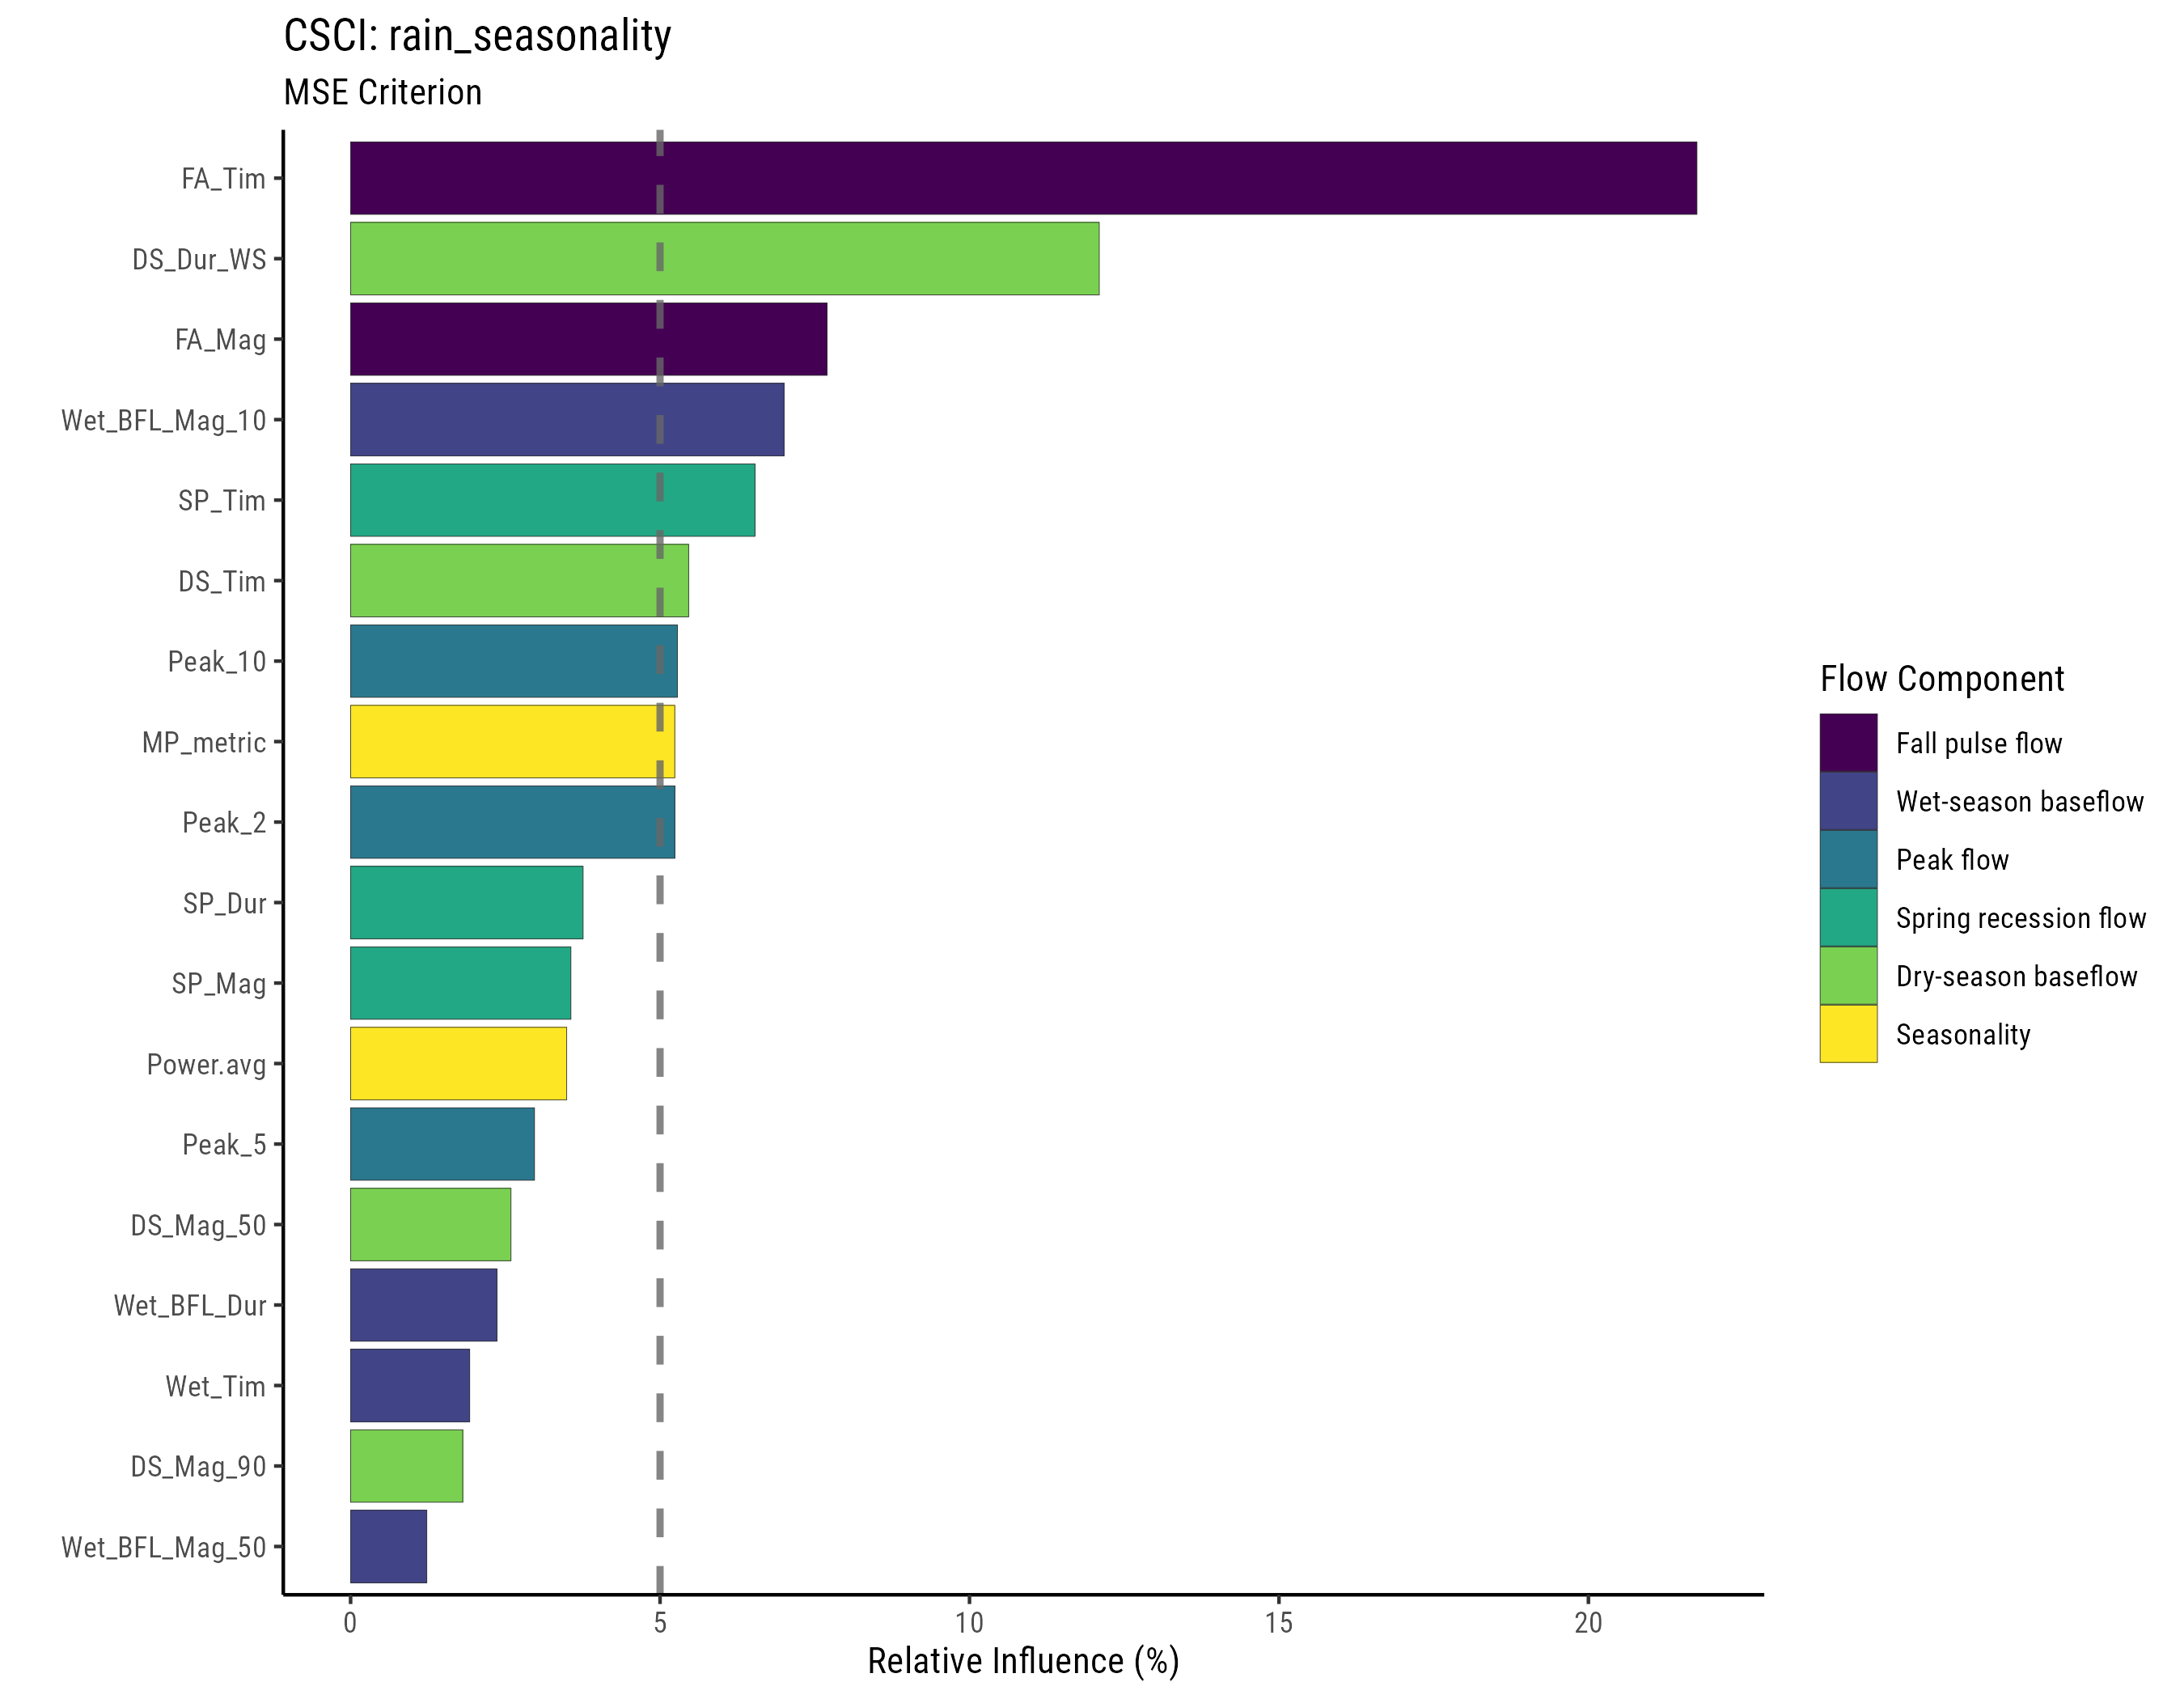 CSCI: rain_seasonality
MSE Criterion
FA_Tim
DS_Dur_WS
FA_Mag
Wet_BFL_Mag_10
SP_Tim
DS_Tim
Peak_10
MP_metric
Peak_2
SP_Dur
SP_Mag
Power.avg
Peak_5
DS_Mag_50
Wet_BFL_Dur
Wet_Tim
DS_Mag_90
Wet_BFL_Mag_50
0 5 10 15 20
Relative Influence (%)
Flow Component
Fall pulse flow
Wet-season baseflow
Peak flow
Spring recession flow
Dry-season baseflow
Seasonality